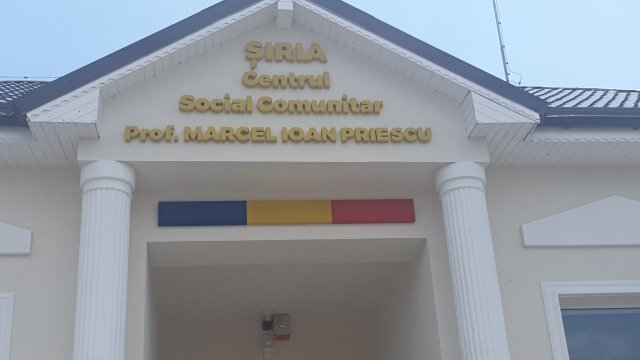 ȘIRIA
Centrul
Social Comunitar
Prof. MARCEL IOAN PRIESCU